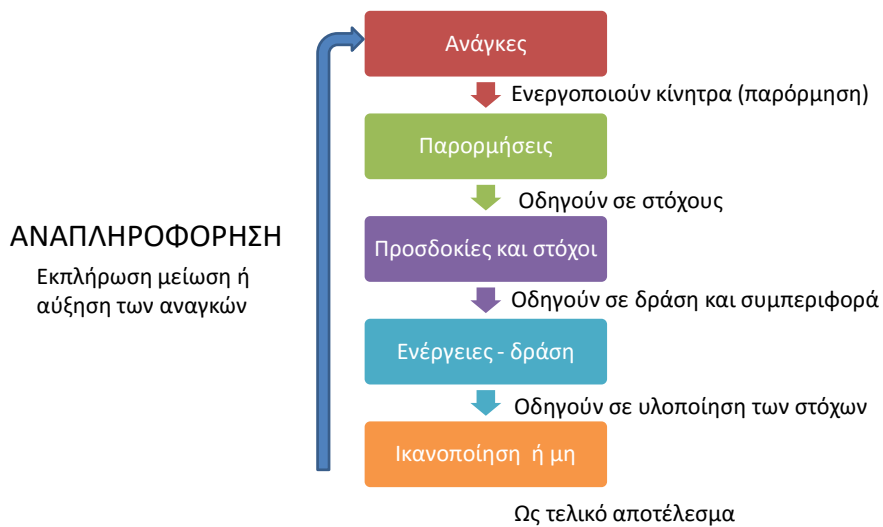 Ανάγκες
Ενεργοποιούν κίνητρα (παρόρμηση)
Παρορμήσεις
Οδηγούν σε στόχους
ΑΝΑΠΛΗΡΟΦΟΡΗΣΗ
Εκπλήρωση μείωση ή
αύξηση των αναγκών
Προσδοκίες και στόχοι
Οδηγούν σε δράση και συμπεριφορά
Ενέργειες - δράση
Οδηγούν σε υλοποίηση των στόχων
Ικανοποίηση ή μη
Ως τελικό αποτέλεσμα